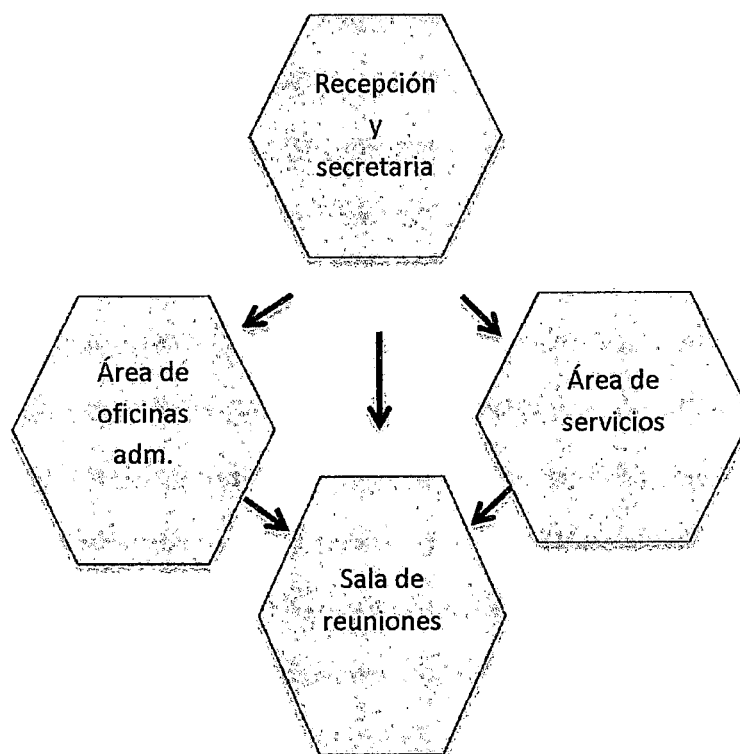 Recepción
y
secretaria
Área de
oficinas
adm.
Área de
servicios
Sala de
reuniones